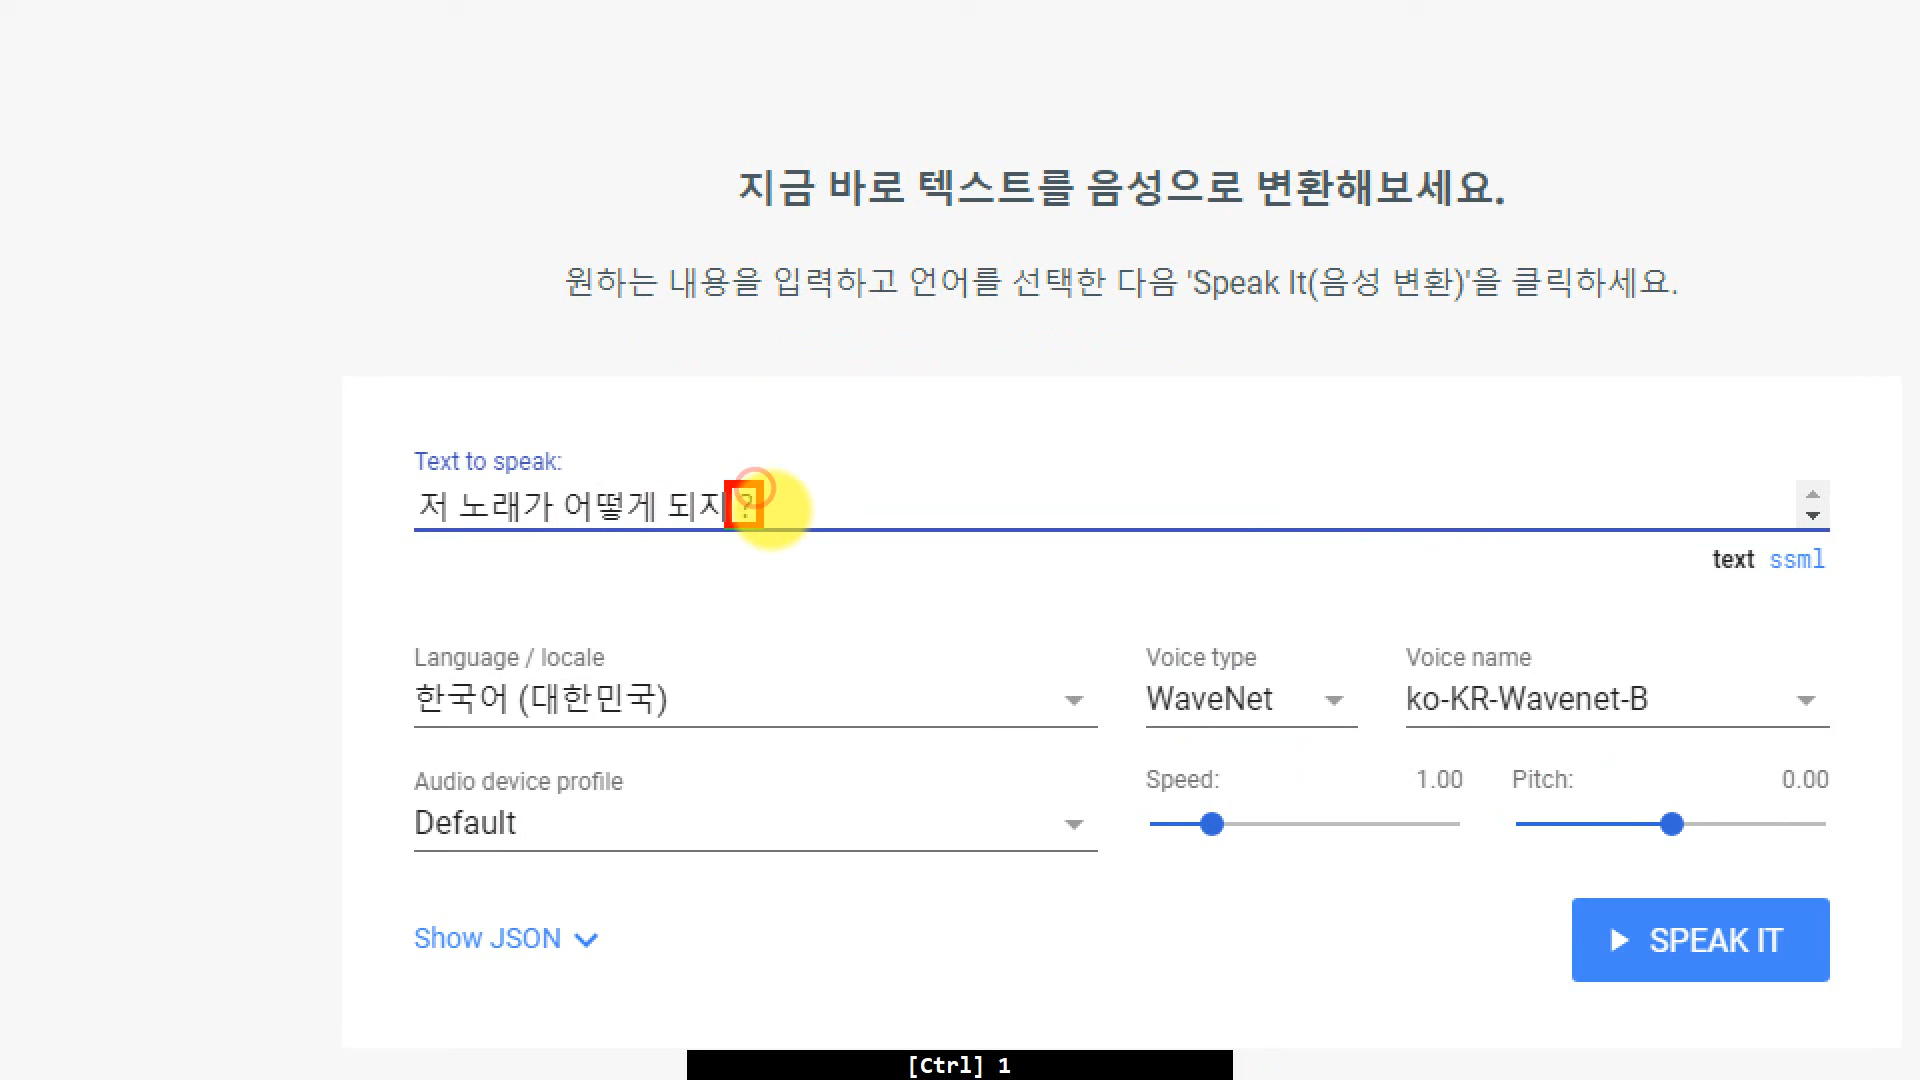 지금 바로 텍스트를 음성으로 변환해보세요.
원하는 내용을 입력하고 언어를 선택한 다음 'Speak It(음성 변환)'을 클릭하세요.
Text to speak:
저 노래가 어떻게 되지?
text ssml
Language / locale
한국어 (대한민국)
Voice type
WaveNet
Voice name
ko-KR-Wavenet-B
Audio device profile
Default
Speed: 1.00
Pitch: 0.00
Show JSON
SPEAK IT
[Ctrl] 1